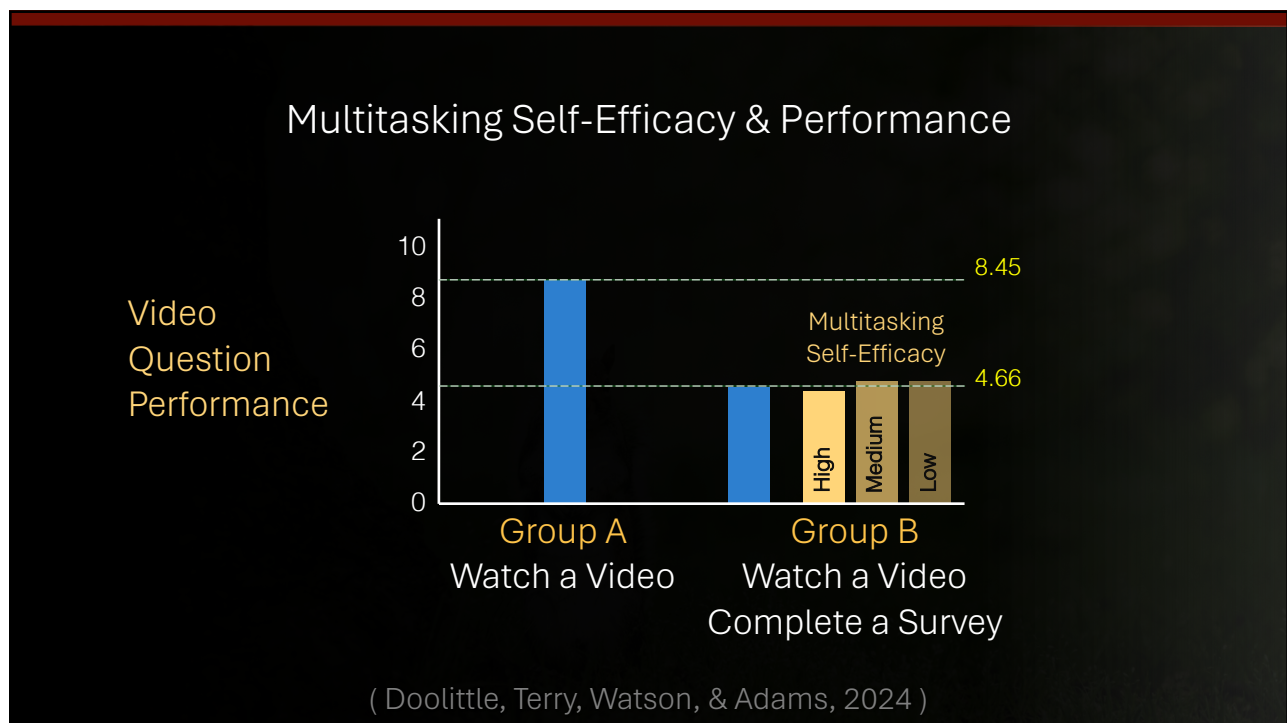 Multitasking Self-Efficacy & Performance
Video
Question
Performance
10
8
6
4
2
0
8.45
Multitasking
Self-Efficacy
4.66
High
Medium
Low
Group A
Watch a Video
Group B
Watch a Video
Complete a Survey
( Doolittle, Terry, Watson, & Adams, 2024 )